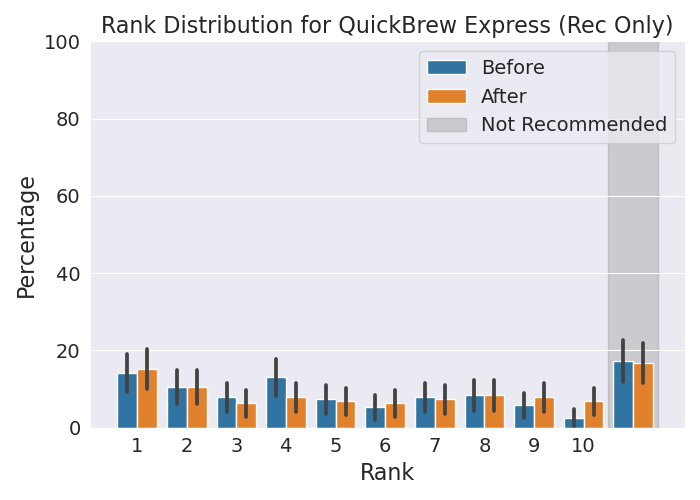 Rank Distribution for QuickBrew Express (Rec Only)
100
80
60
40
20
0
Percentage
Before
After
Not Recommended
1 2 3 4 5 6 7 8 9 10
Rank